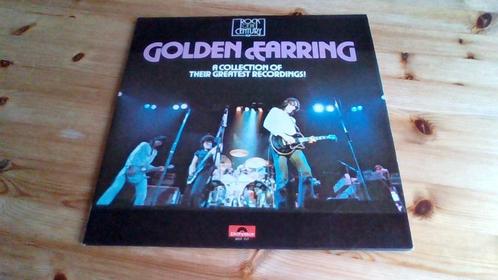 ROCK
OF THE
CENTURY
GOLDEN EARRING
A COLLECTION OF
THEIR GREATEST RECORDINGS!
Polydor